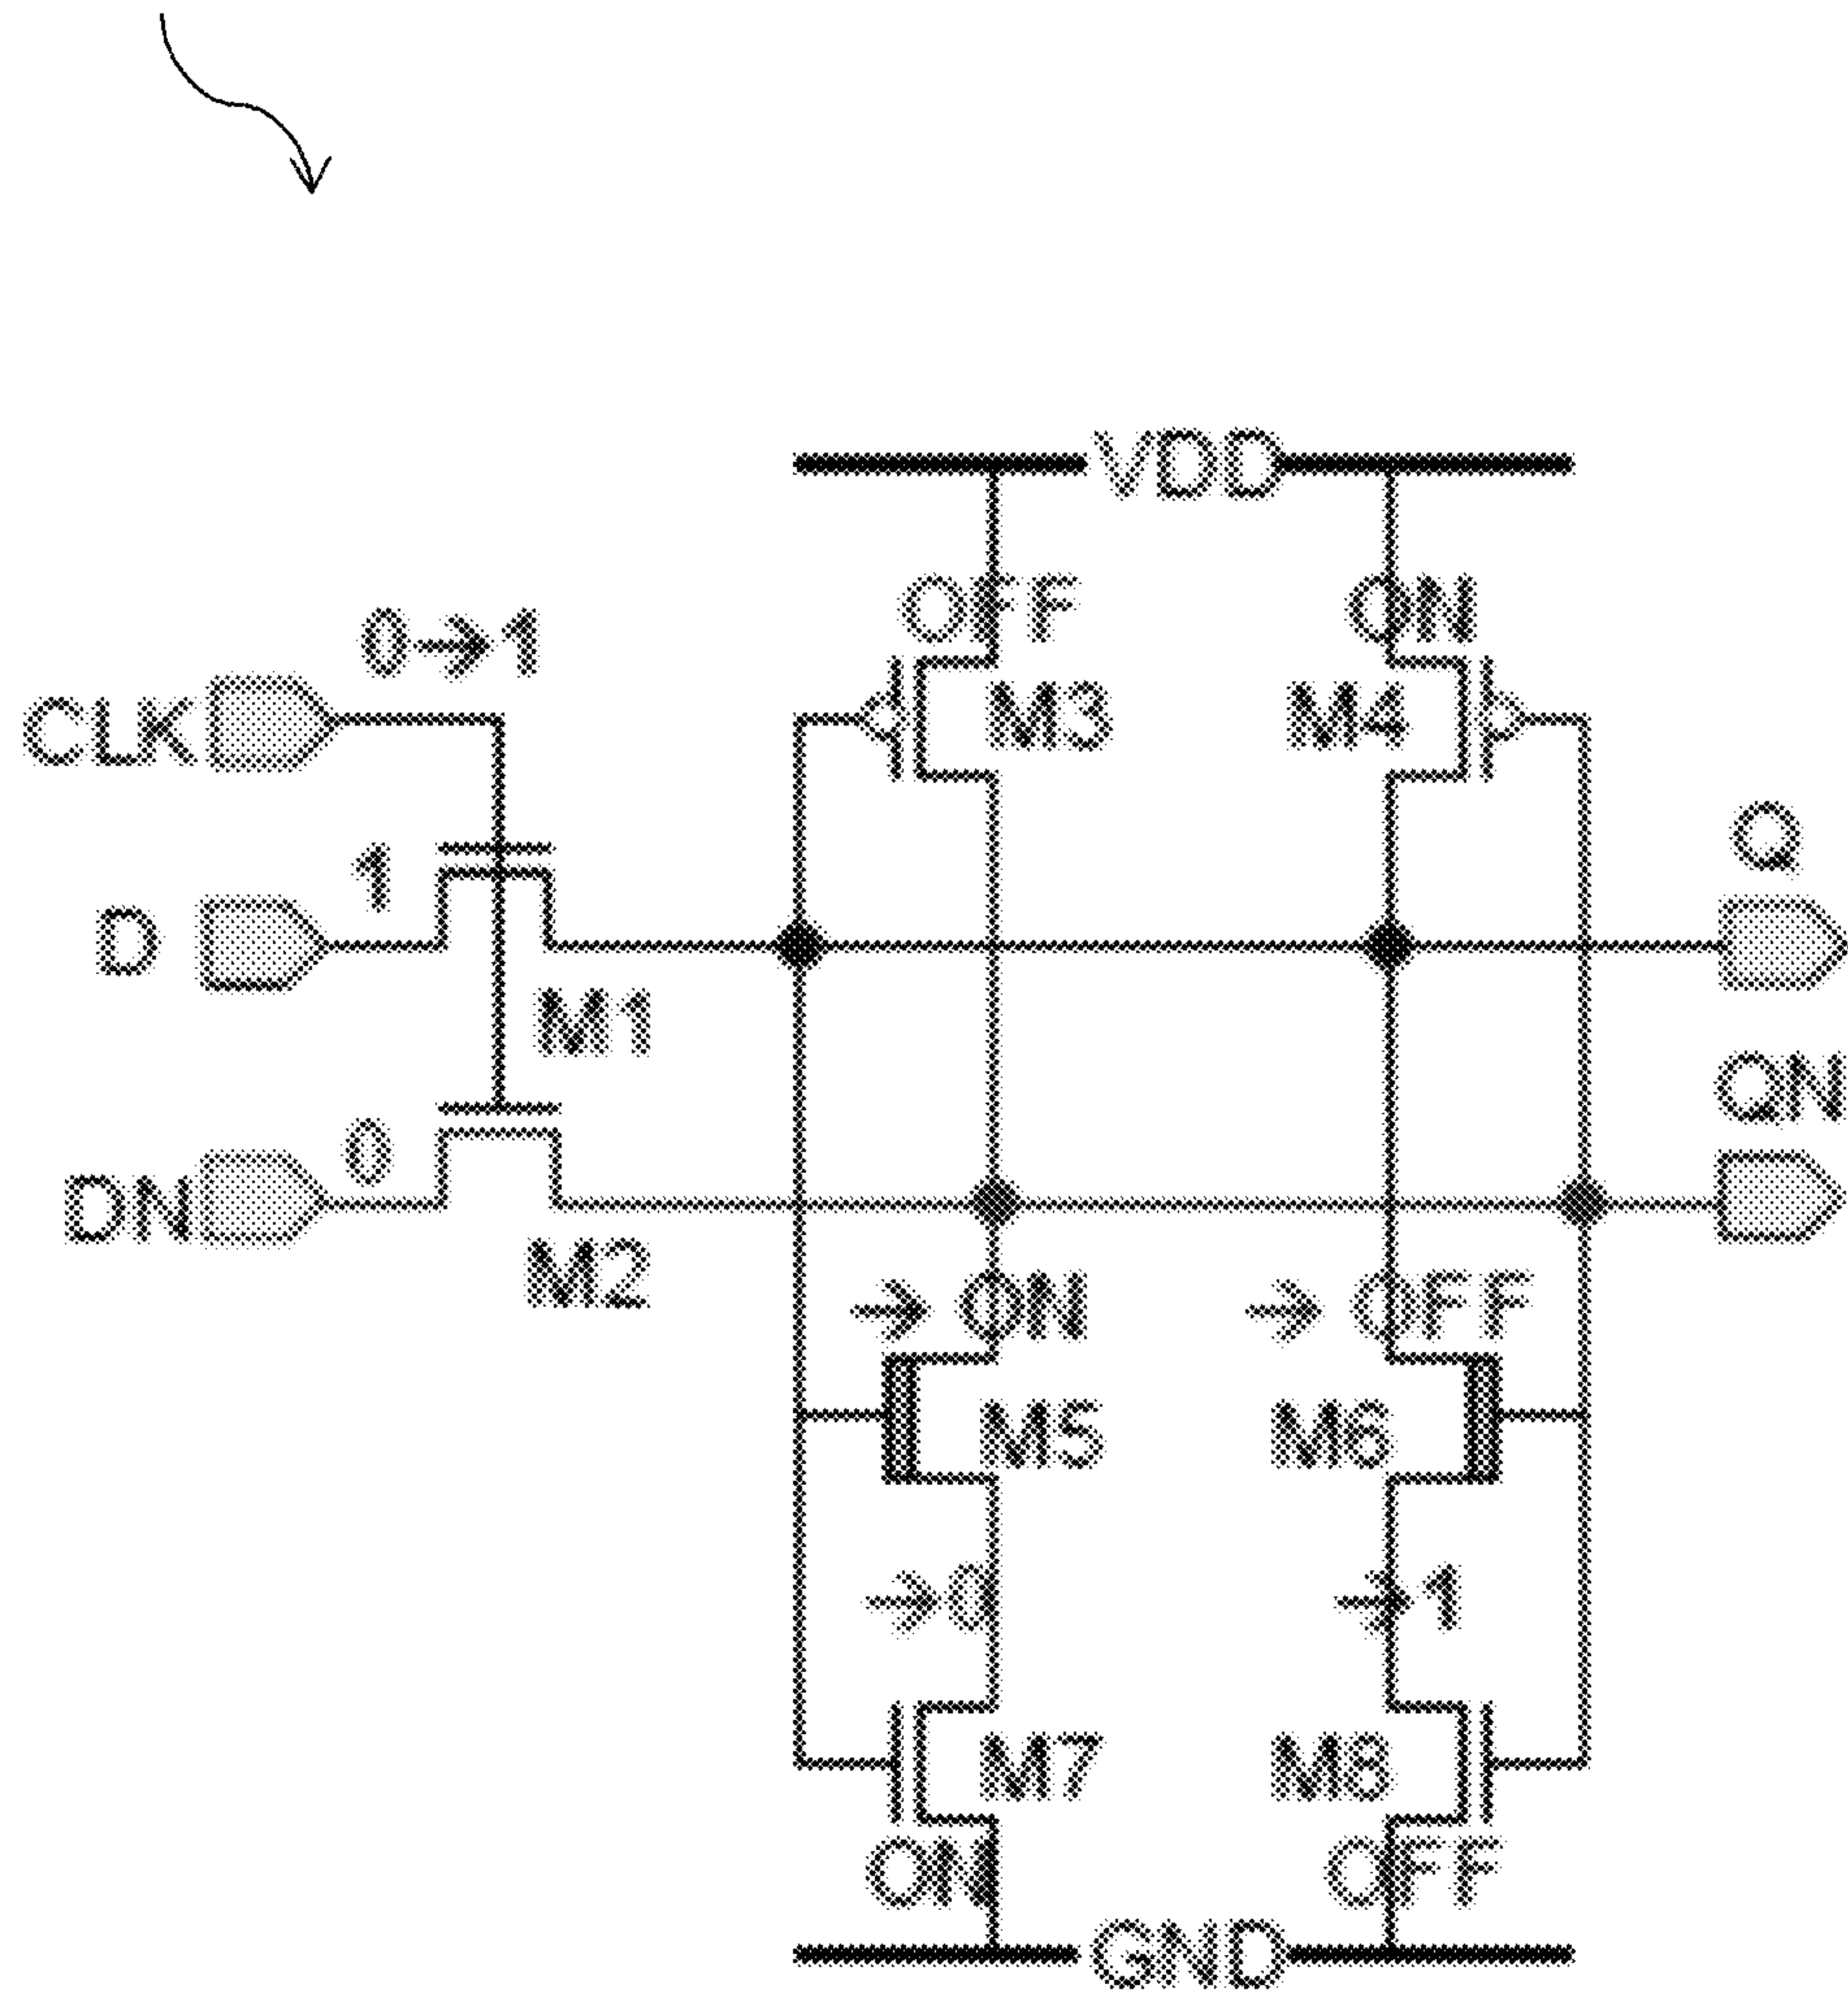 VDD
OFF ON
0→1
M3 M4
CLK
Q
1
D
M1
QN
0
DN
M2
→ ON → OFF
M5 M6
→0 →1
M7 M8
ON OFF
GND